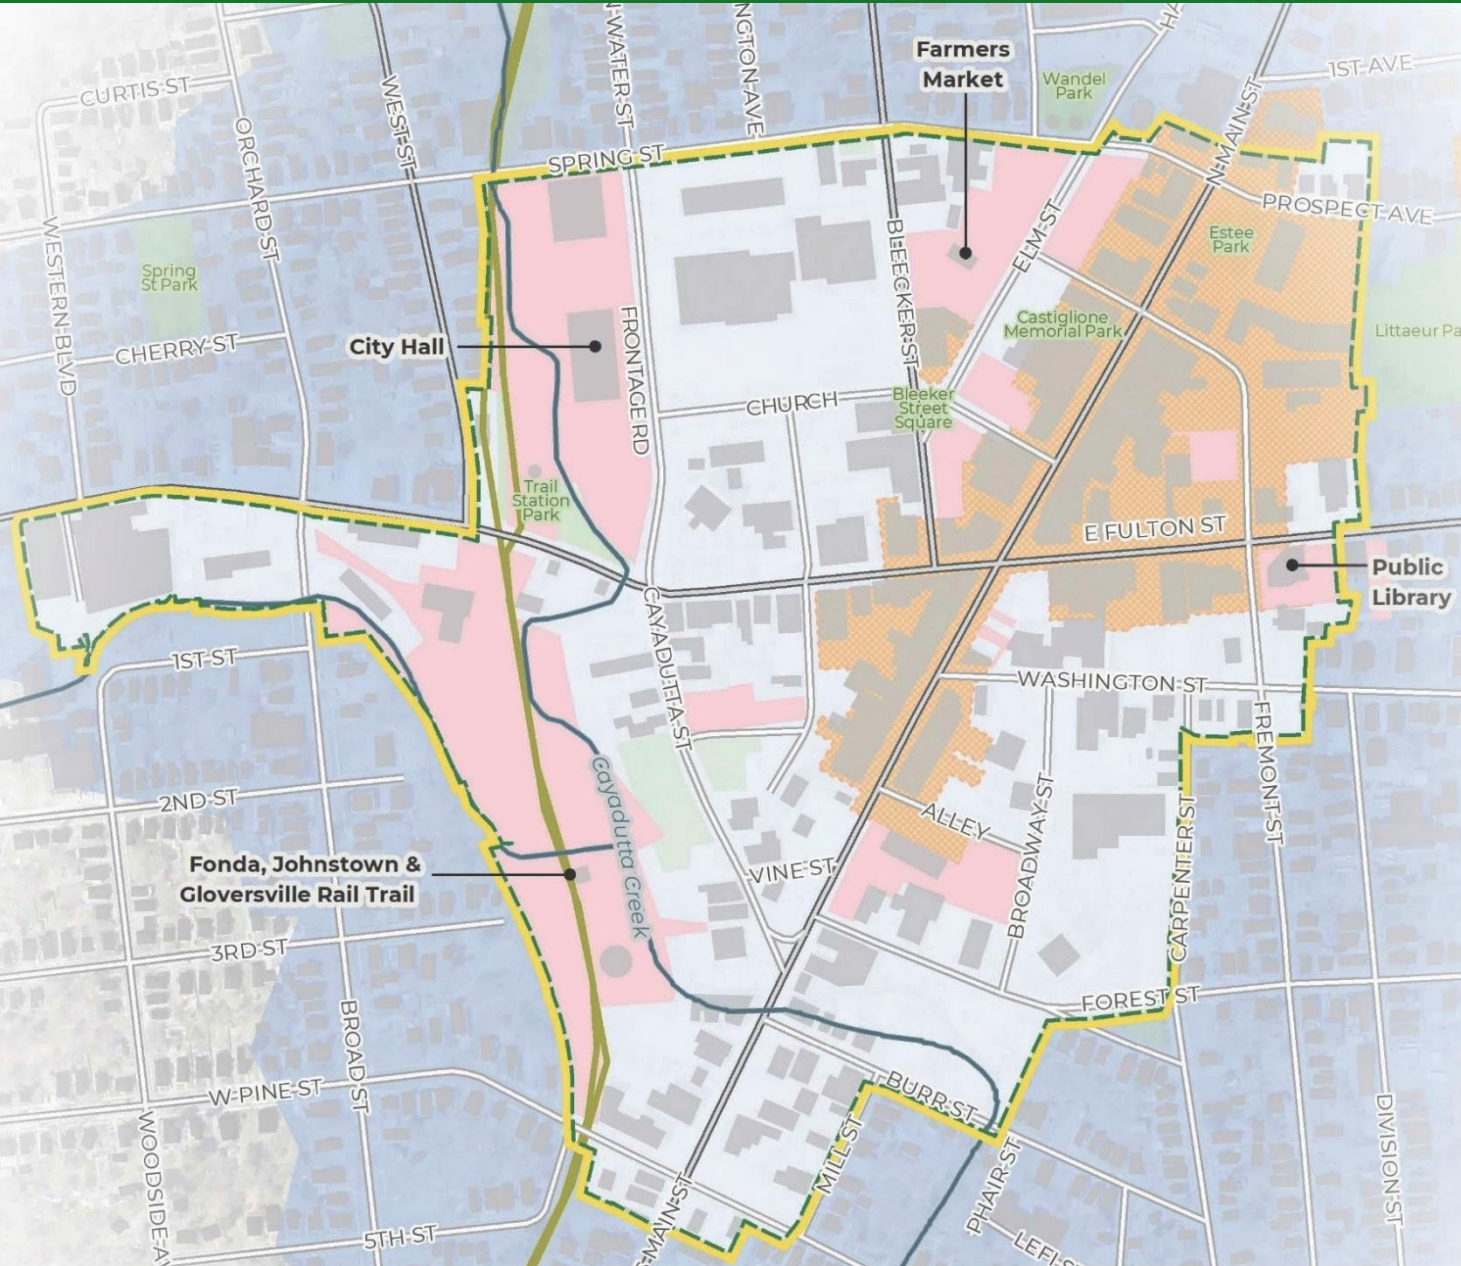 N WATER ST
NGTON AVE
HA
Farmers
Market
Wandel
Park
1ST AVE
CURTIS ST
WEST ST
ORCHARD ST
SPRING ST
N MAIN ST
PROSPECT AVE
WESTERN BLVD
Spring
St Park
BLEECKER ST
ELM ST
Estee
Park
CHERRY ST
City Hall
FRONTAGE RD
Castiglione
Memorial Park
Littaeur Pa
CHURCH
Bleeker
Street
Square
Trail
Station
Park
E FULTON ST
Public
Library
CAYADUTTA ST
1ST ST
WASHINGTON ST
FREMONT ST
2ND ST
Cayadutta Creek
ALLEY
BROADWAY ST
CARPENTER ST
Fonda, Johnstown &
Gloversville Rail Trail
VINE ST
3RD ST
FOREST ST
BROAD ST
W PINE ST
BURR ST
WOODSIDE A
MILL ST
DIVISION ST
PHAIR ST
S MAIN ST
5TH ST